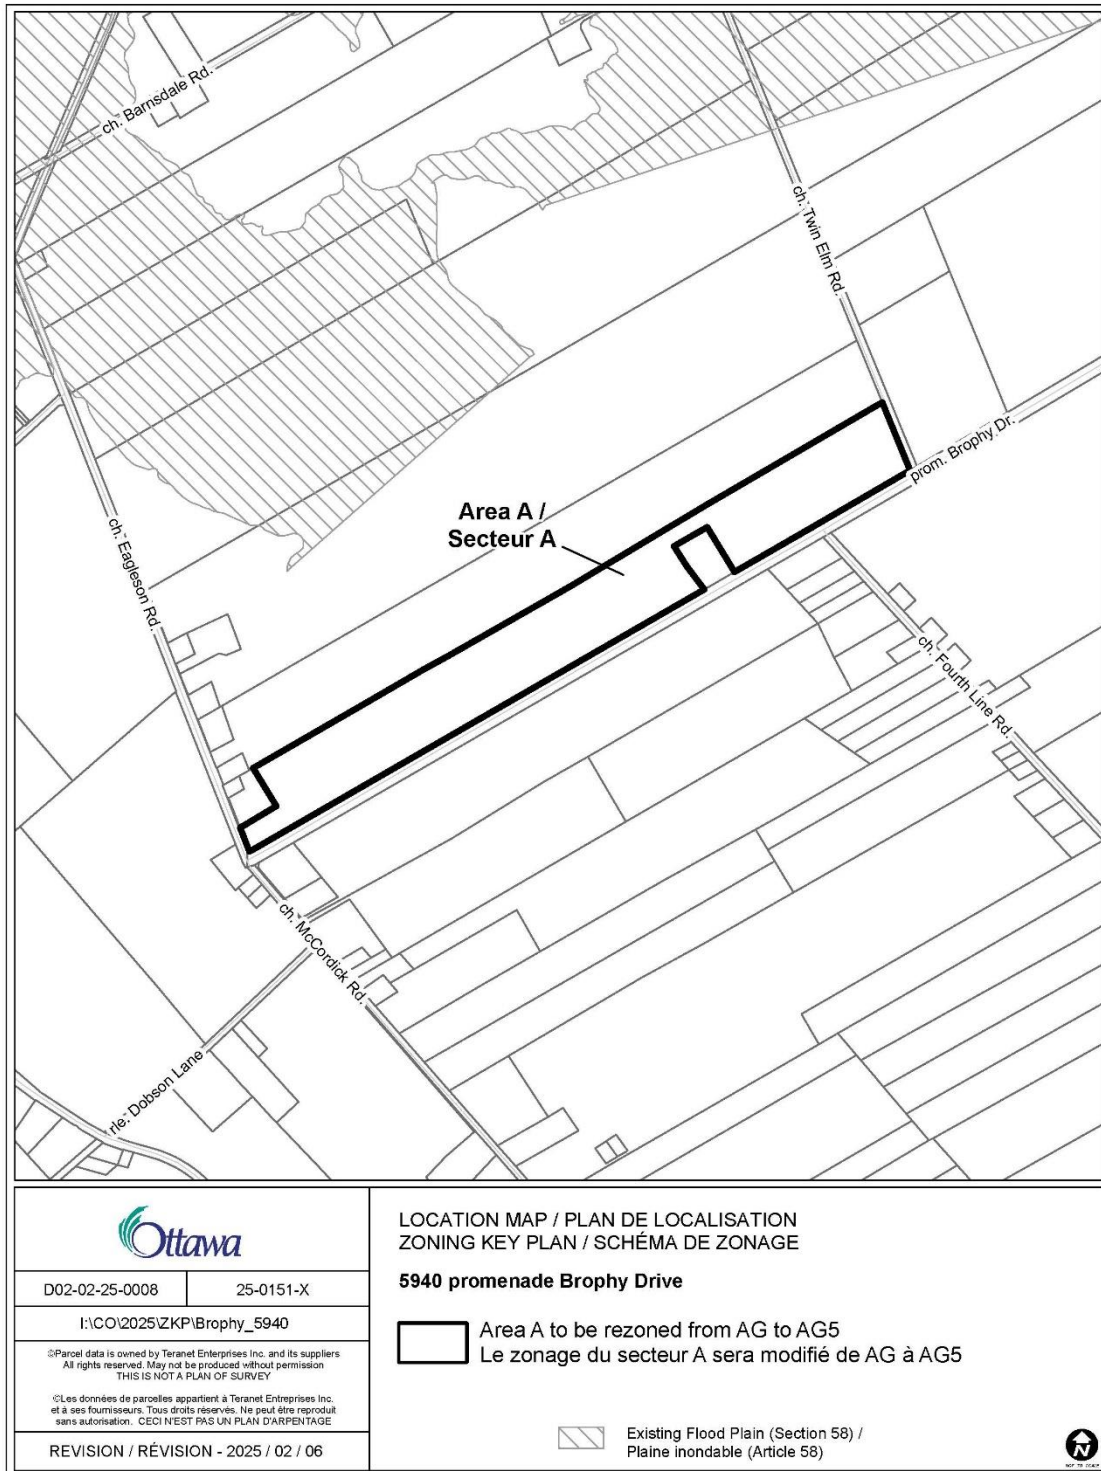 ch. Barnsdale Rd.
ch. Twin Elm Rd.
prom. Brophy Dr.
Area A /
Secteur A
ch. Eagleson Rd.
ch. Fourth Line Rd.
ch. McCordick Rd.
rle. Dobson Lane
Ottawa
D02-02-25-0008
25-0151-X
I:\CO\2025\ZKP\Brophy_5940
©Parcel data is owned by Teranet Enterprises Inc. and its suppliers
All rights reserved. May not be produced without permission
THIS IS NOT A PLAN OF SURVEY
©Les données de parcelles appartient à Teranet Entreprises Inc.
et à ses fournisseurs. Tous droits réservés. Ne peut être reproduit
sans autorisation. CECI N'EST PAS UN PLAN D'ARPENTAGE
REVISION / RÉVISION - 2025 / 02 / 06
LOCATION MAP / PLAN DE LOCALISATION
ZONING KEY PLAN / SCHÉMA DE ZONAGE
5940 promenade Brophy Drive
Area A to be rezoned from AG to AG5
Le zonage du secteur A sera modifié de AG à AG5
Existing Flood Plain (Section 58) /
Plaine inondable (Article 58)
N
NOT TO SCALE